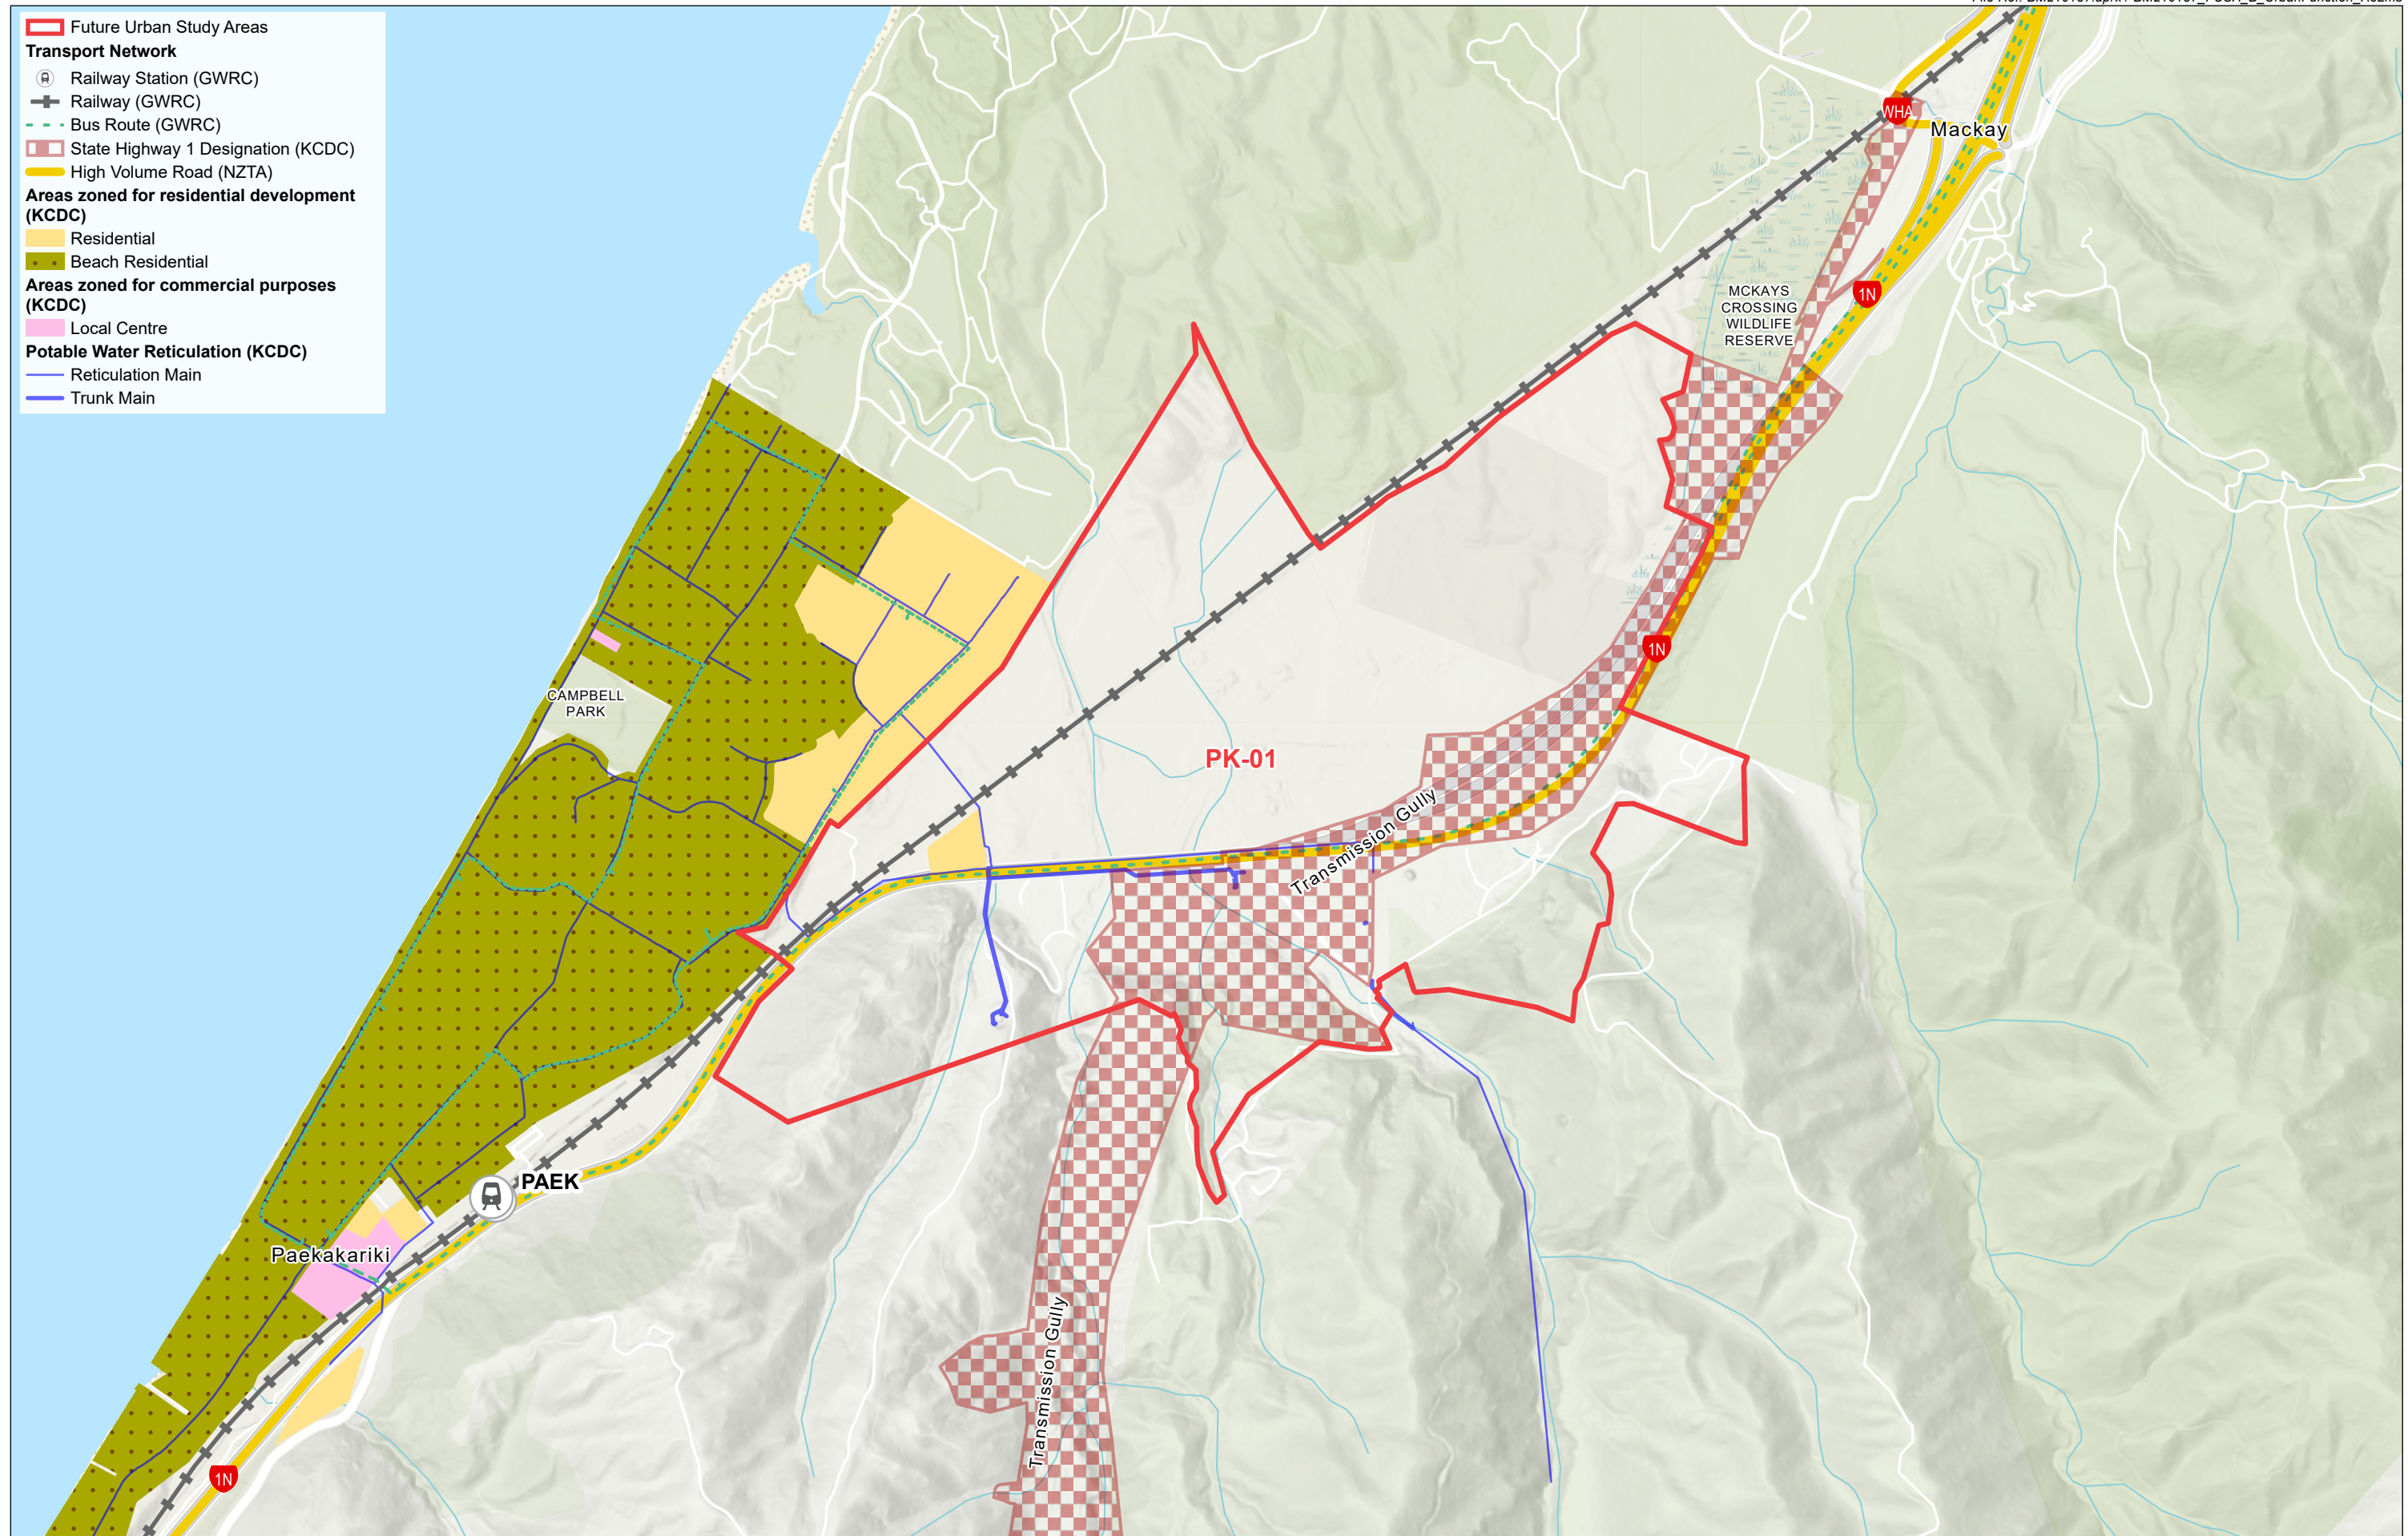 Future Urban Study Areas
Transport Network
Railway Station (GWRC)
Railway (GWRC)
Bus Route (GWRC)
State Highway 1 Designation (KCDC)
High Volume Road (NZTA)
Areas zoned for residential development
(KCDC)
Residential
Beach Residential
Areas zoned for commercial purposes
(KCDC)
Local Centre
Potable Water Reticulation (KCDC)
Reticulation Main
Trunk Main
WHA
Mackay
MCKAYS
CROSSING
WILDLIFE
RESERVE
1N
1N
CAMPBELL
PARK
PK-01
Transmission Gully
PAEK
Paekakariki
Transmission Gully
1N